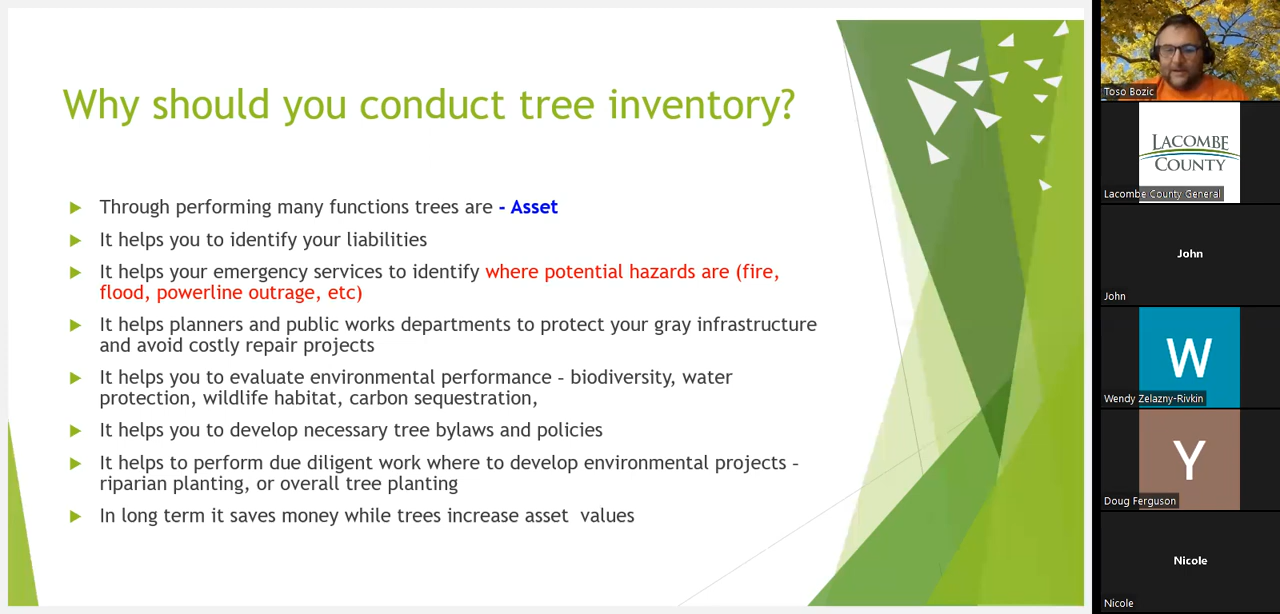 Why should you conduct tree inventory?
Through performing many functions trees are - Asset
It helps you to identify your liabilities
It helps your emergency services to identify where potential hazards are (fire,
flood, powerline outrage, etc)
It helps planners and public works departments to protect your gray infrastructure
and avoid costly repair projects
It helps you to evaluate environmental performance – biodiversity, water
protection, wildlife habitat, carbon sequestration,
It helps you to develop necessary tree bylaws and policies
It helps to perform due diligent work where to develop environmental projects –
riparian planting, or overall tree planting
In long term it saves money while trees increase asset  values
Toso Bozic
LACOMBE
COUNTY
Lacombe County General
John
John
W
Wendy Zelazny-Rivkin
Y
Doug Ferguson
Nicole
Nicole